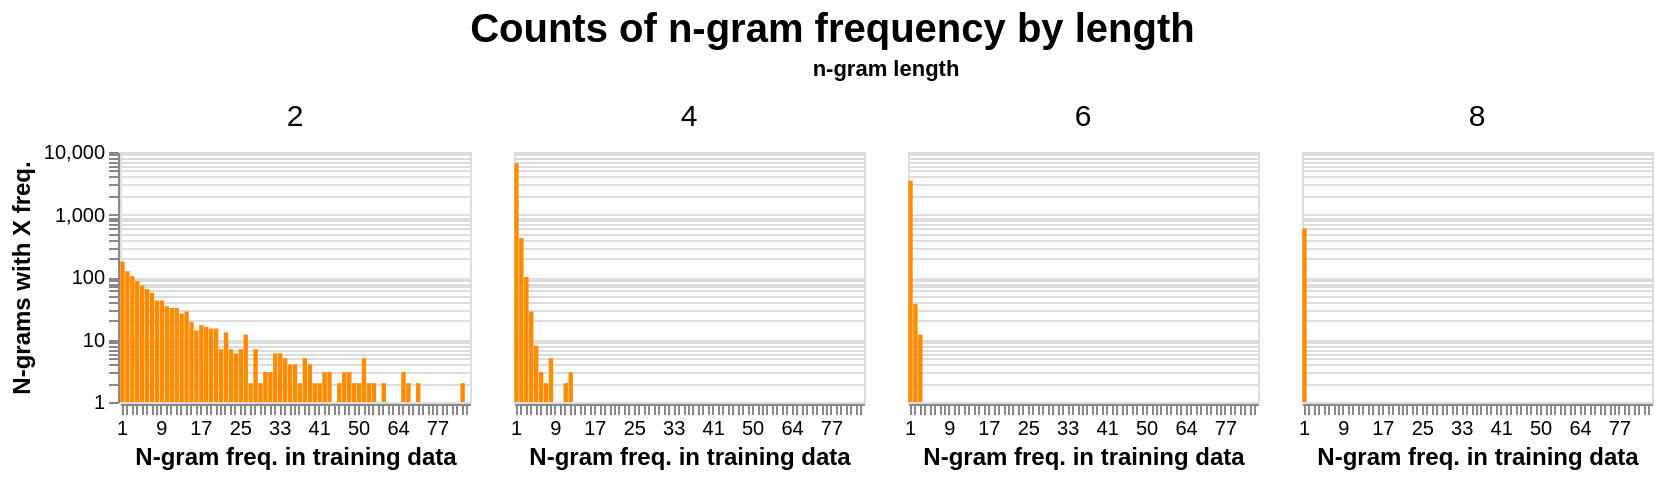 Counts of n-gram frequency by length
n-gram length
2 4 6 8
N-grams with X freq.
10,000
1,000
100
10
1
1 9 17 25 33 41 50 64 77 1 9 17 25 33 41 50 64 77 1 9 17 25 33 41 50 64 77 1 9 17 25 33 41 50 64 77
N-gram freq. in training data N-gram freq. in training data N-gram freq. in training data N-gram freq. in training data